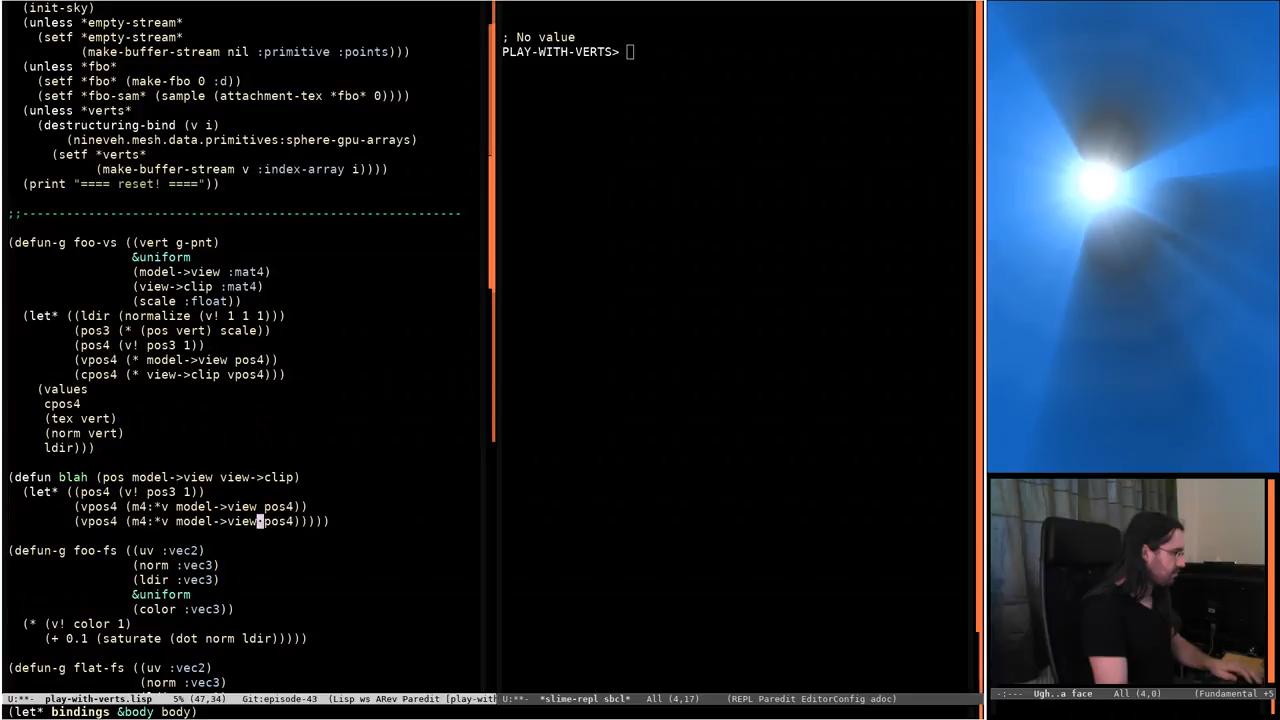 (init-sky)
(unless *empty-stream*
(setf *empty-stream*
(make-buffer-stream nil :primitive :points)))
(unless *fbo*
(setf *fbo* (make-fbo 0 :d))
(setf *fbo-sam* (sample (attachment-tex *fbo* 0))))
(unless *verts*
(destructuring-bind (v i)
(nineveh.mesh.data.primitives:sphere-gpu-arrays)
(setf *verts*
(make-buffer-stream v :index-array i))))
(print "==== reset! ===="))
;;------------------------------------------------------------
(defun-g foo-vs ((vert g-pnt)
&uniform
(model->view :mat4)
(view->clip :mat4)
(scale :float))
(let* ((ldir (normalize (v! 1 1 1)))
(pos3 (* (pos vert) scale))
(pos4 (v! pos3 1))
(vpos4 (* model->view pos4))
(cpos4 (* view->clip vpos4)))
(values
cpos4
(tex vert)
(norm vert)
ldir)))
(defun blah (pos model->view view->clip)
(let* ((pos4 (v! pos3 1))
(vpos4 (m4:*v model->view pos4))
(vpos4 (m4:*v model->view pos4)))))
(defun-g foo-fs ((uv :vec2)
(norm :vec3)
(ldir :vec3)
&uniform
(color :vec3))
(* (v! color 1)
(+ 0.1 (saturate (dot norm ldir)))))
(defun-g flat-fs ((uv :vec2)
(norm :vec3)
U:**- play-with-verts.lisp 5% (47,34) Git:episode-43 (Lisp ws ARev Paredit [play-with
(let* bindings &body body)
; No value
PLAY-WITH-VERTS>
U:**- *slime-repl sbcl* All (4,17) (REPL Paredit EditorConfig adoc)
-:--- Ugh..a face All (4,0) (Fundamental +5